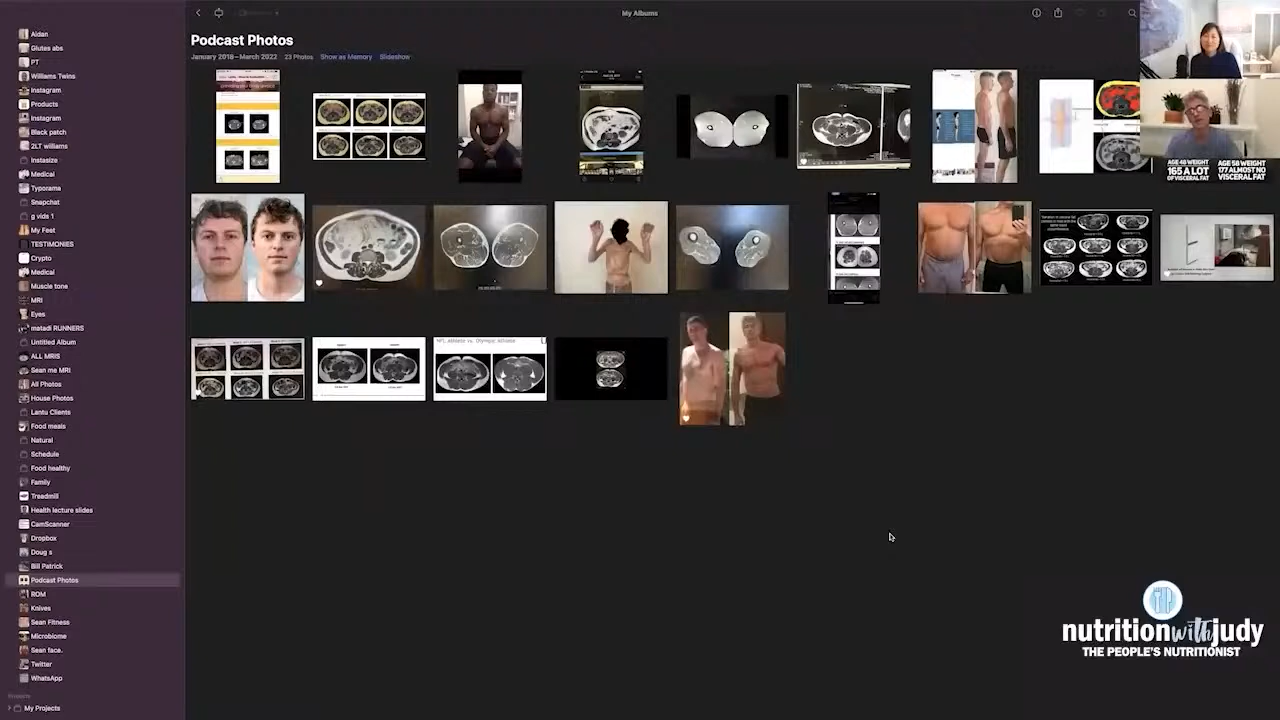 My Albums
Podcast Photos
January 2018–March 2022 23 Photos Show as Memory Slideshow
Aidan
Glutes abs
PT
Williams Twins
instagram
Products
Instagram
Black patch
2LT williams
Instasize
Medical
Typorama
Snapchat
g vids 1
My Feet
TESTIMONIES
Crypto
Medical
Muscle tone
MRI
Eyes
matadi RUNNERS
Untitled Album
ALL MRIS
Sean me MRI
All Photos
House Photos
Lantu Clients
Food meals
Natural
Schedule
Food healthy
Family
Treadmill
Health lecture slides
CamScanner
Dropbox
Doug s
Bill Patrick
Podcast Photos
ROM
Knives
Sean Fitness
Microbiome
Sean face.
Twitter
WhatsApp
My Projects
AGE 48 WEIGHT
165 A LOT
OF VISCERAL FAT
AGE 58 WEIGHT
177 ALMOST NO
VISCERAL FAT
NFL Athlete vs. Olympic Athlete
nutritionwithjudy
THE PEOPLE'S NUTRITIONIST